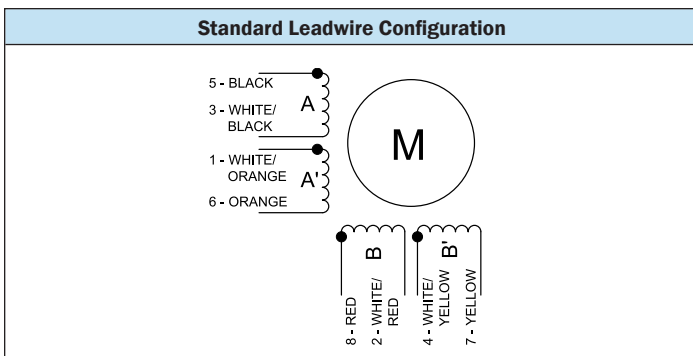 Standard Leadwire Configuration
5 - BLACK
3 - WHITE/
BLACK
A
1 - WHITE/
ORANGE
A'
6 - ORANGE
M
B
B'
8 - RED
2 - WHITE/
RED
4 - WHITE/
YELLOW
7 - YELLOW